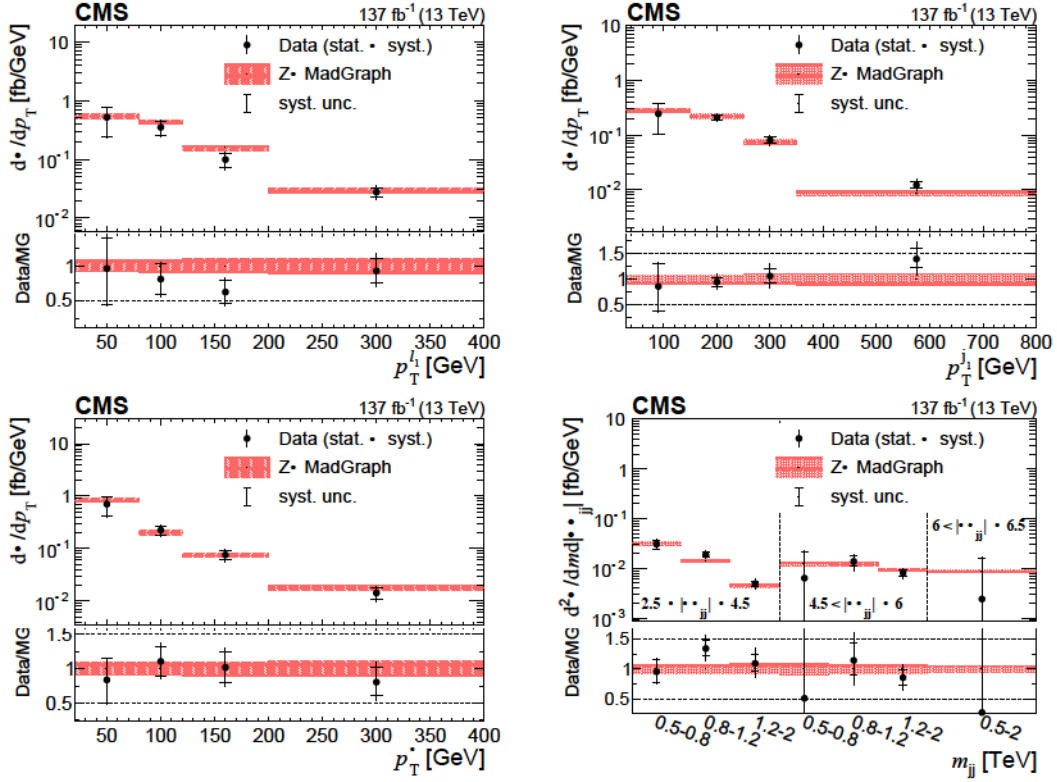 CMS 137 fb⁻¹ (13 TeV)
dσ•/dp_T [fb/GeV]
10
1
10⁻¹
10⁻²
Data (stat. • syst.)
Z• MadGraph
syst. unc.
Data/MG
1
0.5
50 100 150 200 250 300 350 400
p_T^{l_1} [GeV]
CMS 137 fb⁻¹ (13 TeV)
d•/dp_T [fb/GeV]
10
1
10⁻¹
10⁻²
Data (stat. • syst.)
Z• MadGraph
syst. unc.
Data/MG
1.5
1
0.5
100 200 300 400 500 600 700 800
p_T^{j_1} [GeV]
CMS 137 fb⁻¹ (13 TeV)
d•/dp_T [fb/GeV]
10
1
10⁻¹
10⁻²
Data (stat. • syst.)
Z• MadGraph
syst. unc.
Data/MG
1.5
1
0.5
50 100 150 200 250 300 350 400
p_T^• [GeV]
CMS 137 fb⁻¹ (13 TeV)
d²•/dmd|••_jj| [fb/GeV]
10
1
10⁻¹
10⁻²
10⁻³
Data (stat. • syst.)
Z• MadGraph
syst. unc.
6 < |••_jj| • 6.5
2.5 • |••_jj| • 4.5
4.5 < |••_jj| • 6
Data/MG
1.5
1
0.5
0.5-0.8 0.8-1.2 1.2-2 0.5-0.8 0.8-1.2 1.2-2 0.5-2
m_jj [TeV]